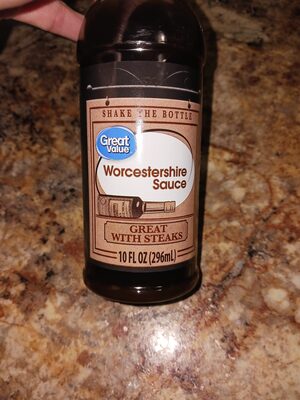 SHAKE THE BOTTLE
Great
Value
Worcestershire
Sauce
GREAT
WITH STEAKS
10 FL OZ (296mL)